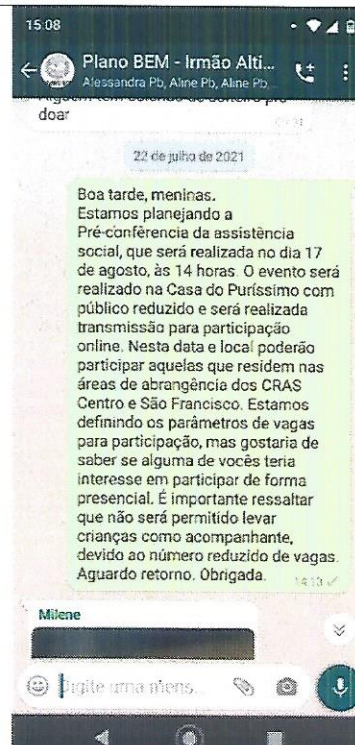 15:08
Plano BEM - Irmão Alti...
Alessandra Pb, Aline Pb, Aline Pb,
doar
22 de julho de 2021
Boa tarde, meninas.
Estamos planejando a
Pré-conferência da assistência
social, que será realizada no dia 17
de agosto, às 14 horas. O evento será
realizado na Casa do Puríssimo com
público reduzido e será realizada
transmissão para participação
online. Nesta data e local poderão
participar aquelas que residem nas
áreas de abrangência dos CRAS
Centro e São Francisco. Estamos
definindo os parâmetros de vagas
para participação, mas gostaria de
saber se alguma de vocês teria
interesse em participar de forma
presencial. É importante ressaltar
que não será permitido levar
crianças como acompanhante,
devido ao número reduzido de vagas.
Aguardo retorno. Obrigada.
14:13
Milene
Digite uma mens...